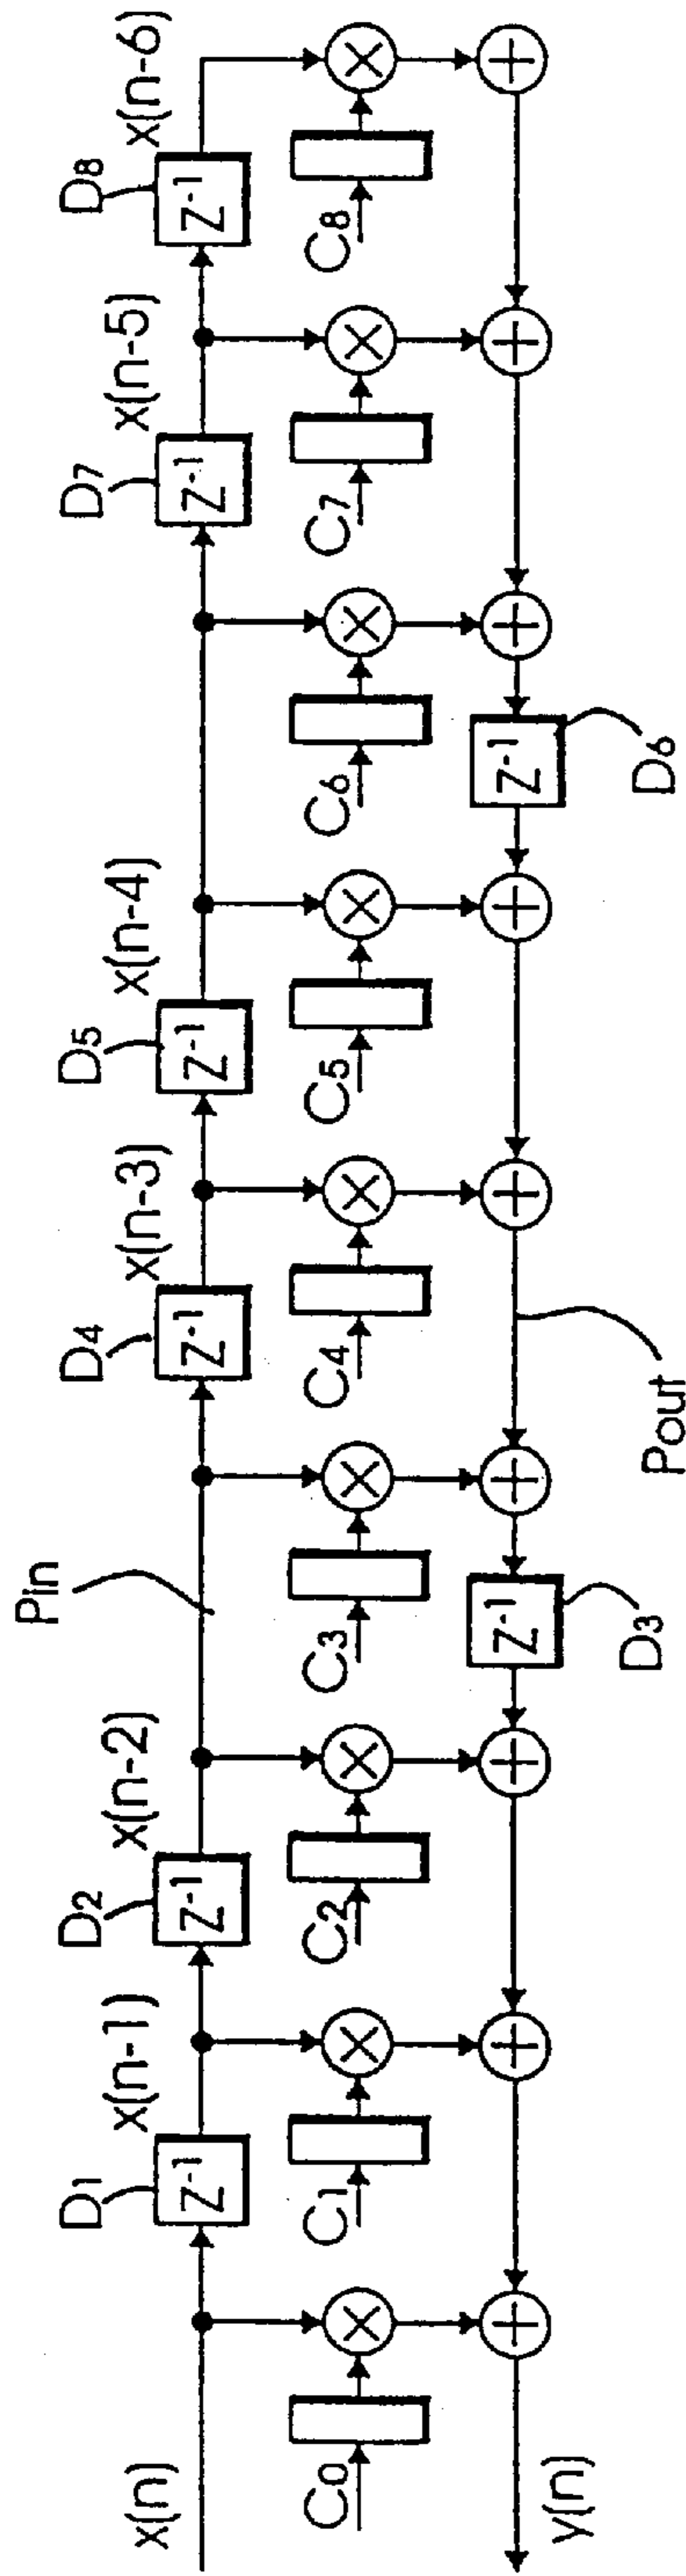 D1 D2 D4 D5 D7 D8
x(n) Z-1 x(n-1) Z-1 x(n-2) Pin Z-1 x(n-3) Z-1 x(n-4) Z-1 x(n-5) Z-1 x(n-6)
C0 C1 C2 C3 C4 C5 C6 C7 C8
y(n) Z-1 Z-1
D3 Pout D6